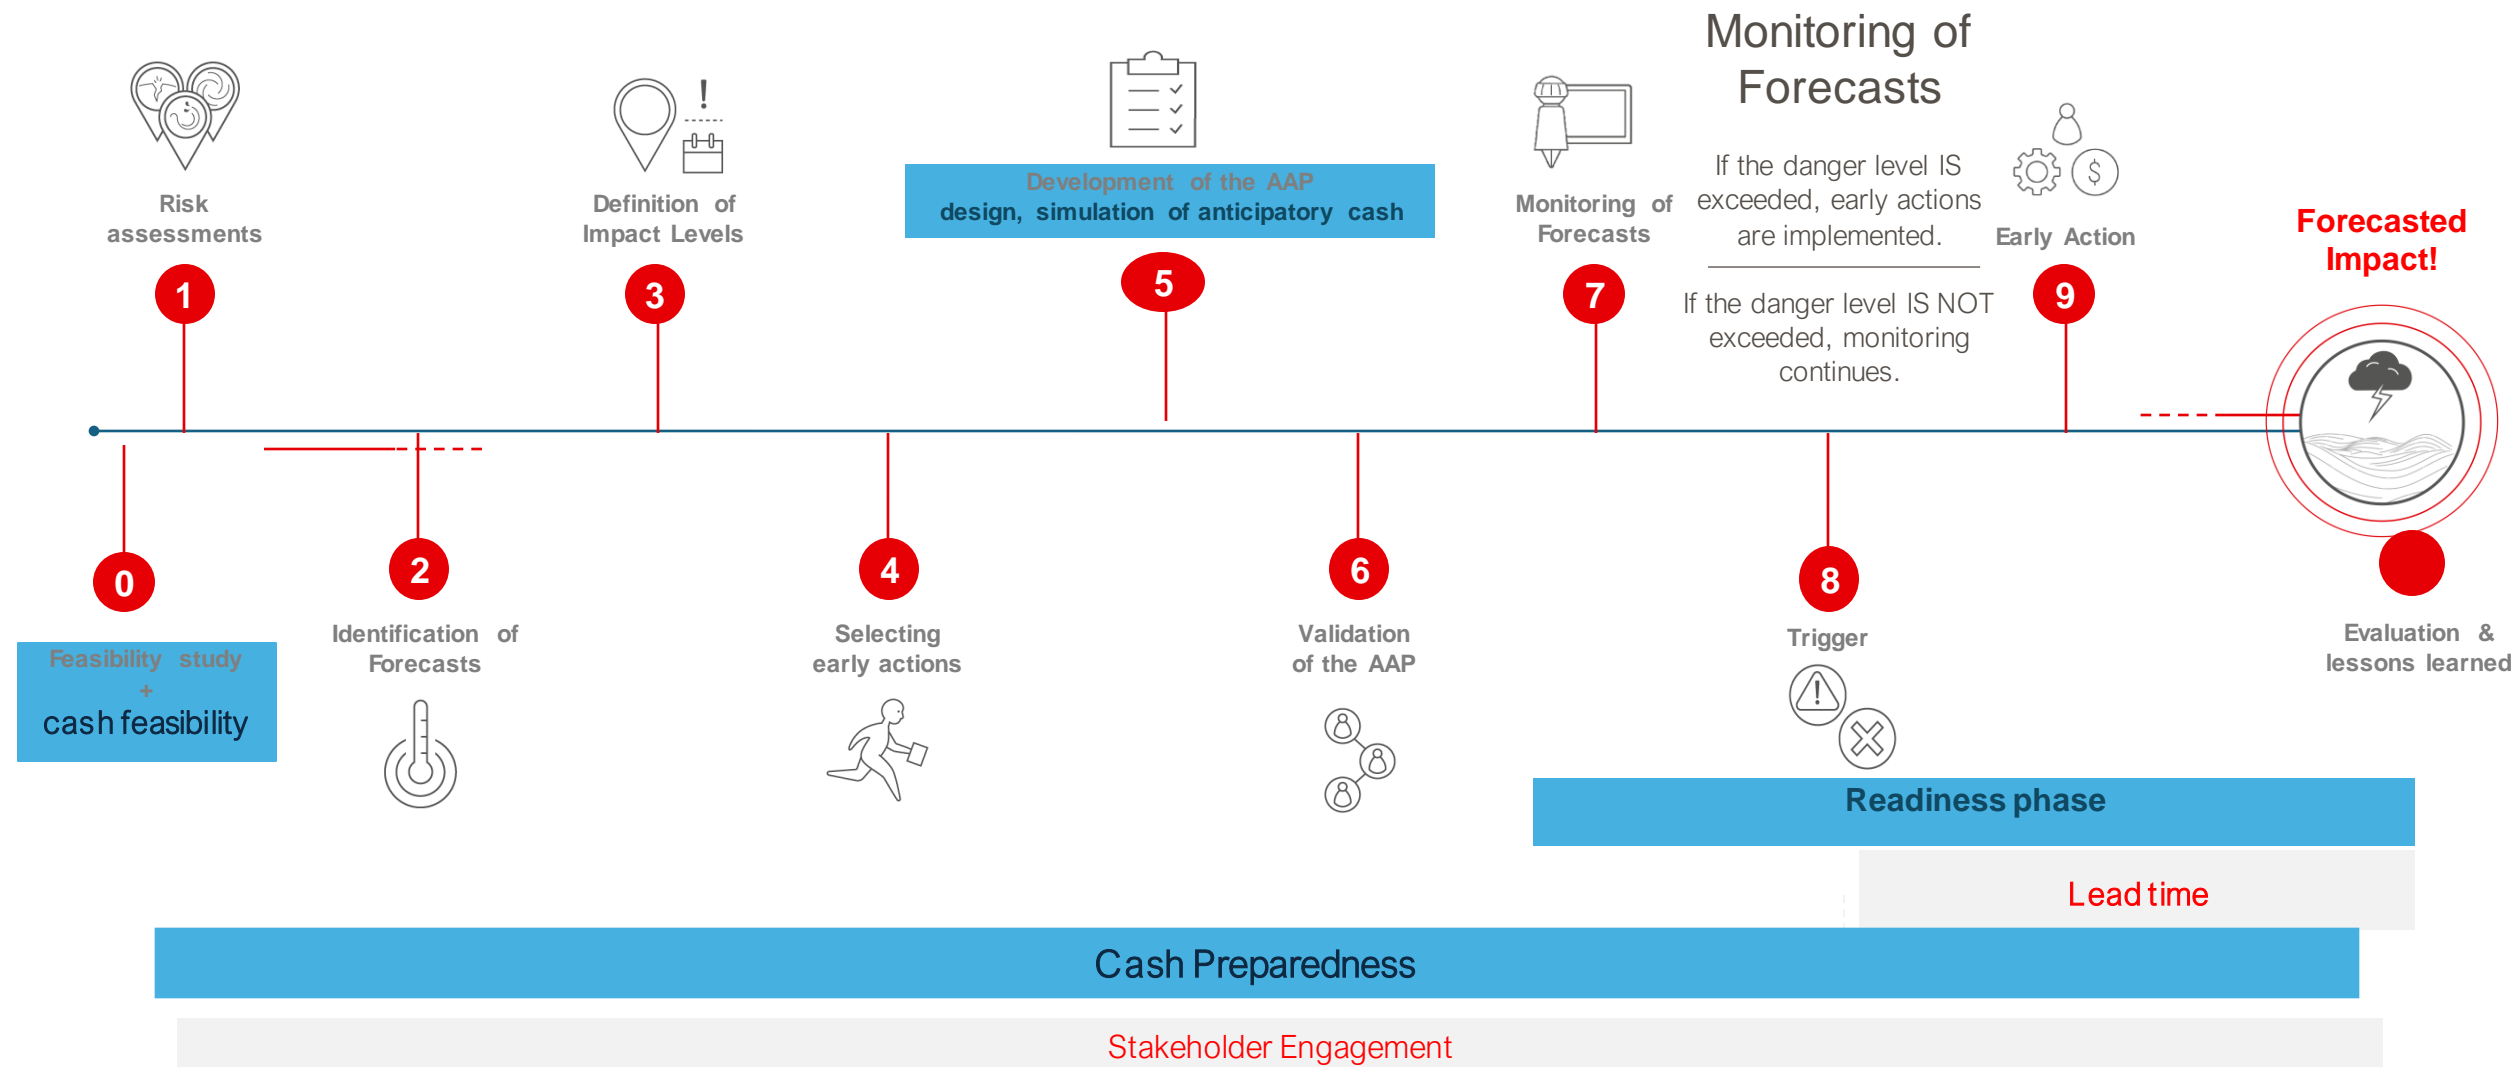 Monitoring of
Forecasts
If the danger level IS
exceeded, early actions
are implemented.
If the danger level IS NOT
exceeded, monitoring
continues.
Risk
assessments
1
Definition of
Impact Levels
3
Development of the AAP
design, simulation of anticipatory cash
5
Monitoring of
Forecasts
7
$
Early Action
9
Forecasted
Impact!
0
Feasibility study
+
cash feasibility
2
Identification of
Forecasts
4
Selecting
early actions
6
Validation
of the AAP
8
Trigger
Evaluation &
lessons learned
Readiness phase
Lead time
Cash Preparedness
Stakeholder Engagement